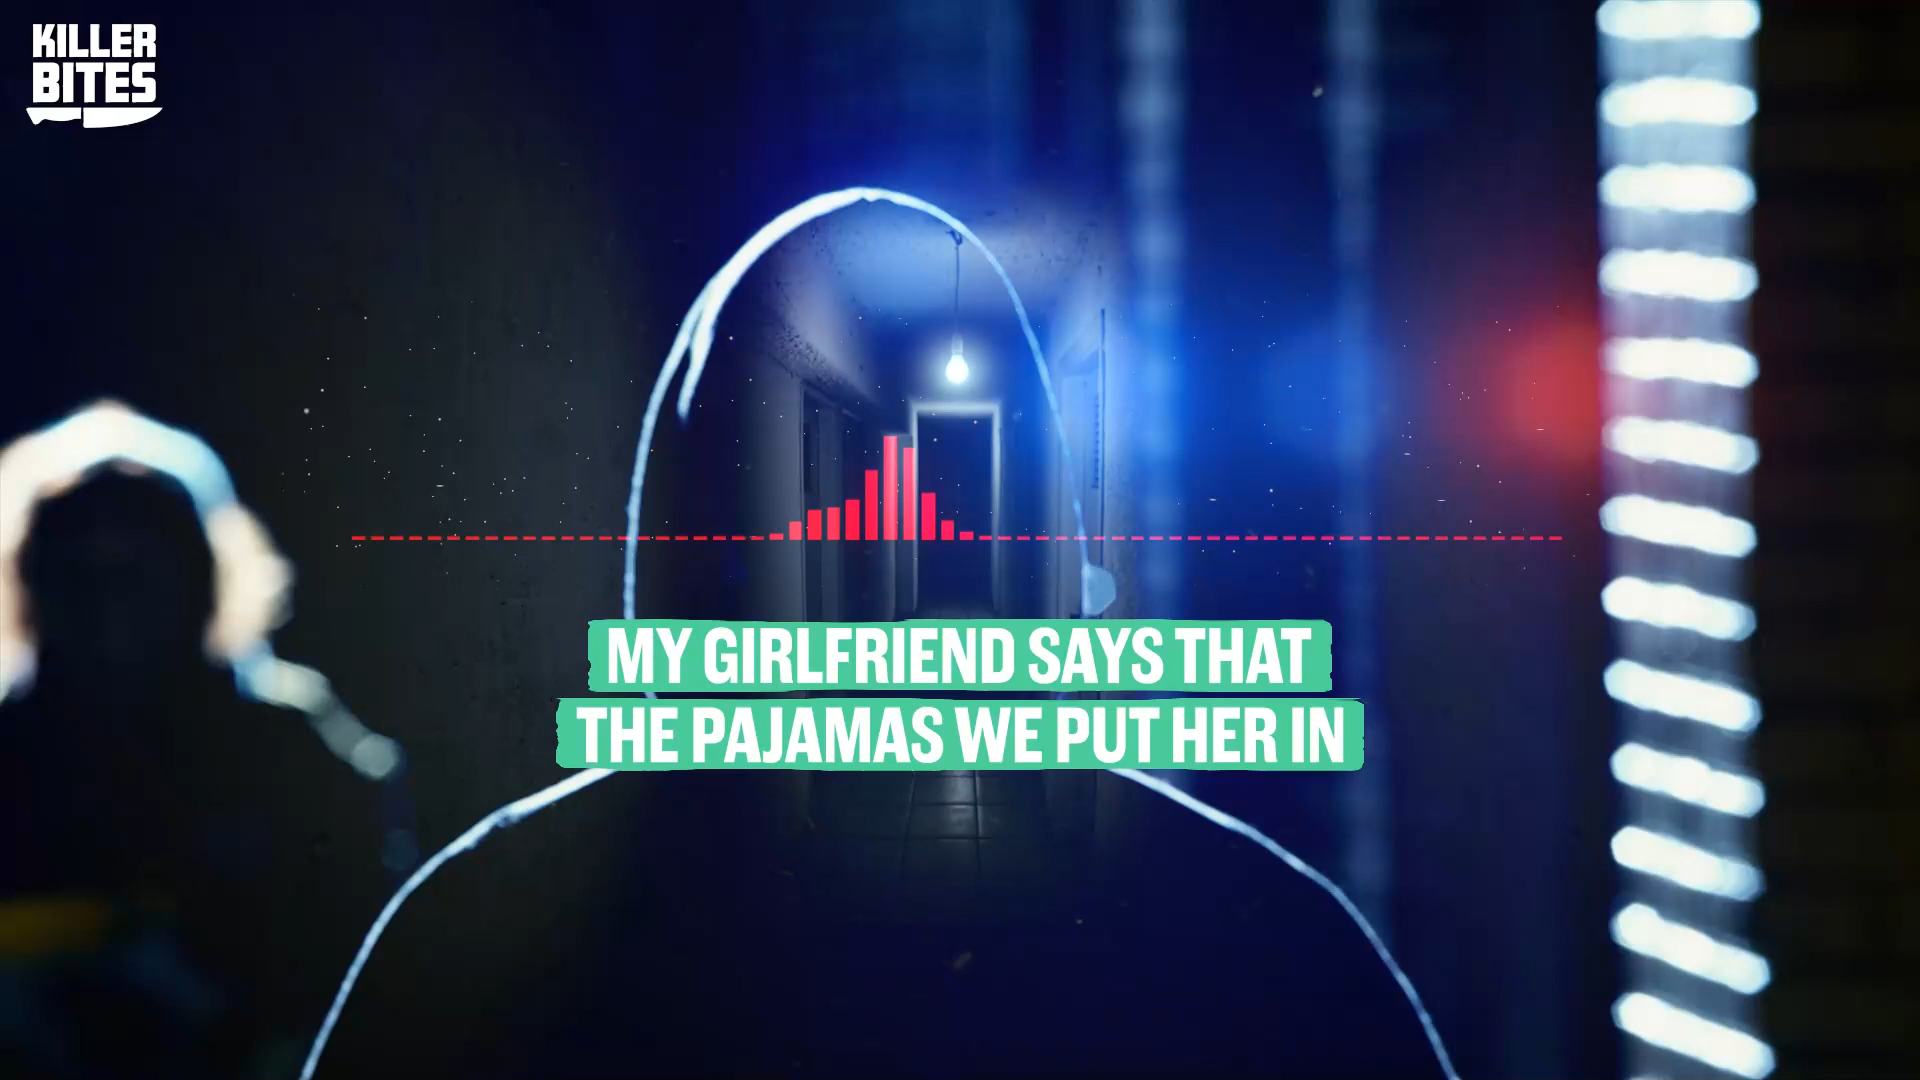 KILLER
BITES
MY GIRLFRIEND SAYS THAT
THE PAJAMAS WE PUT HER IN